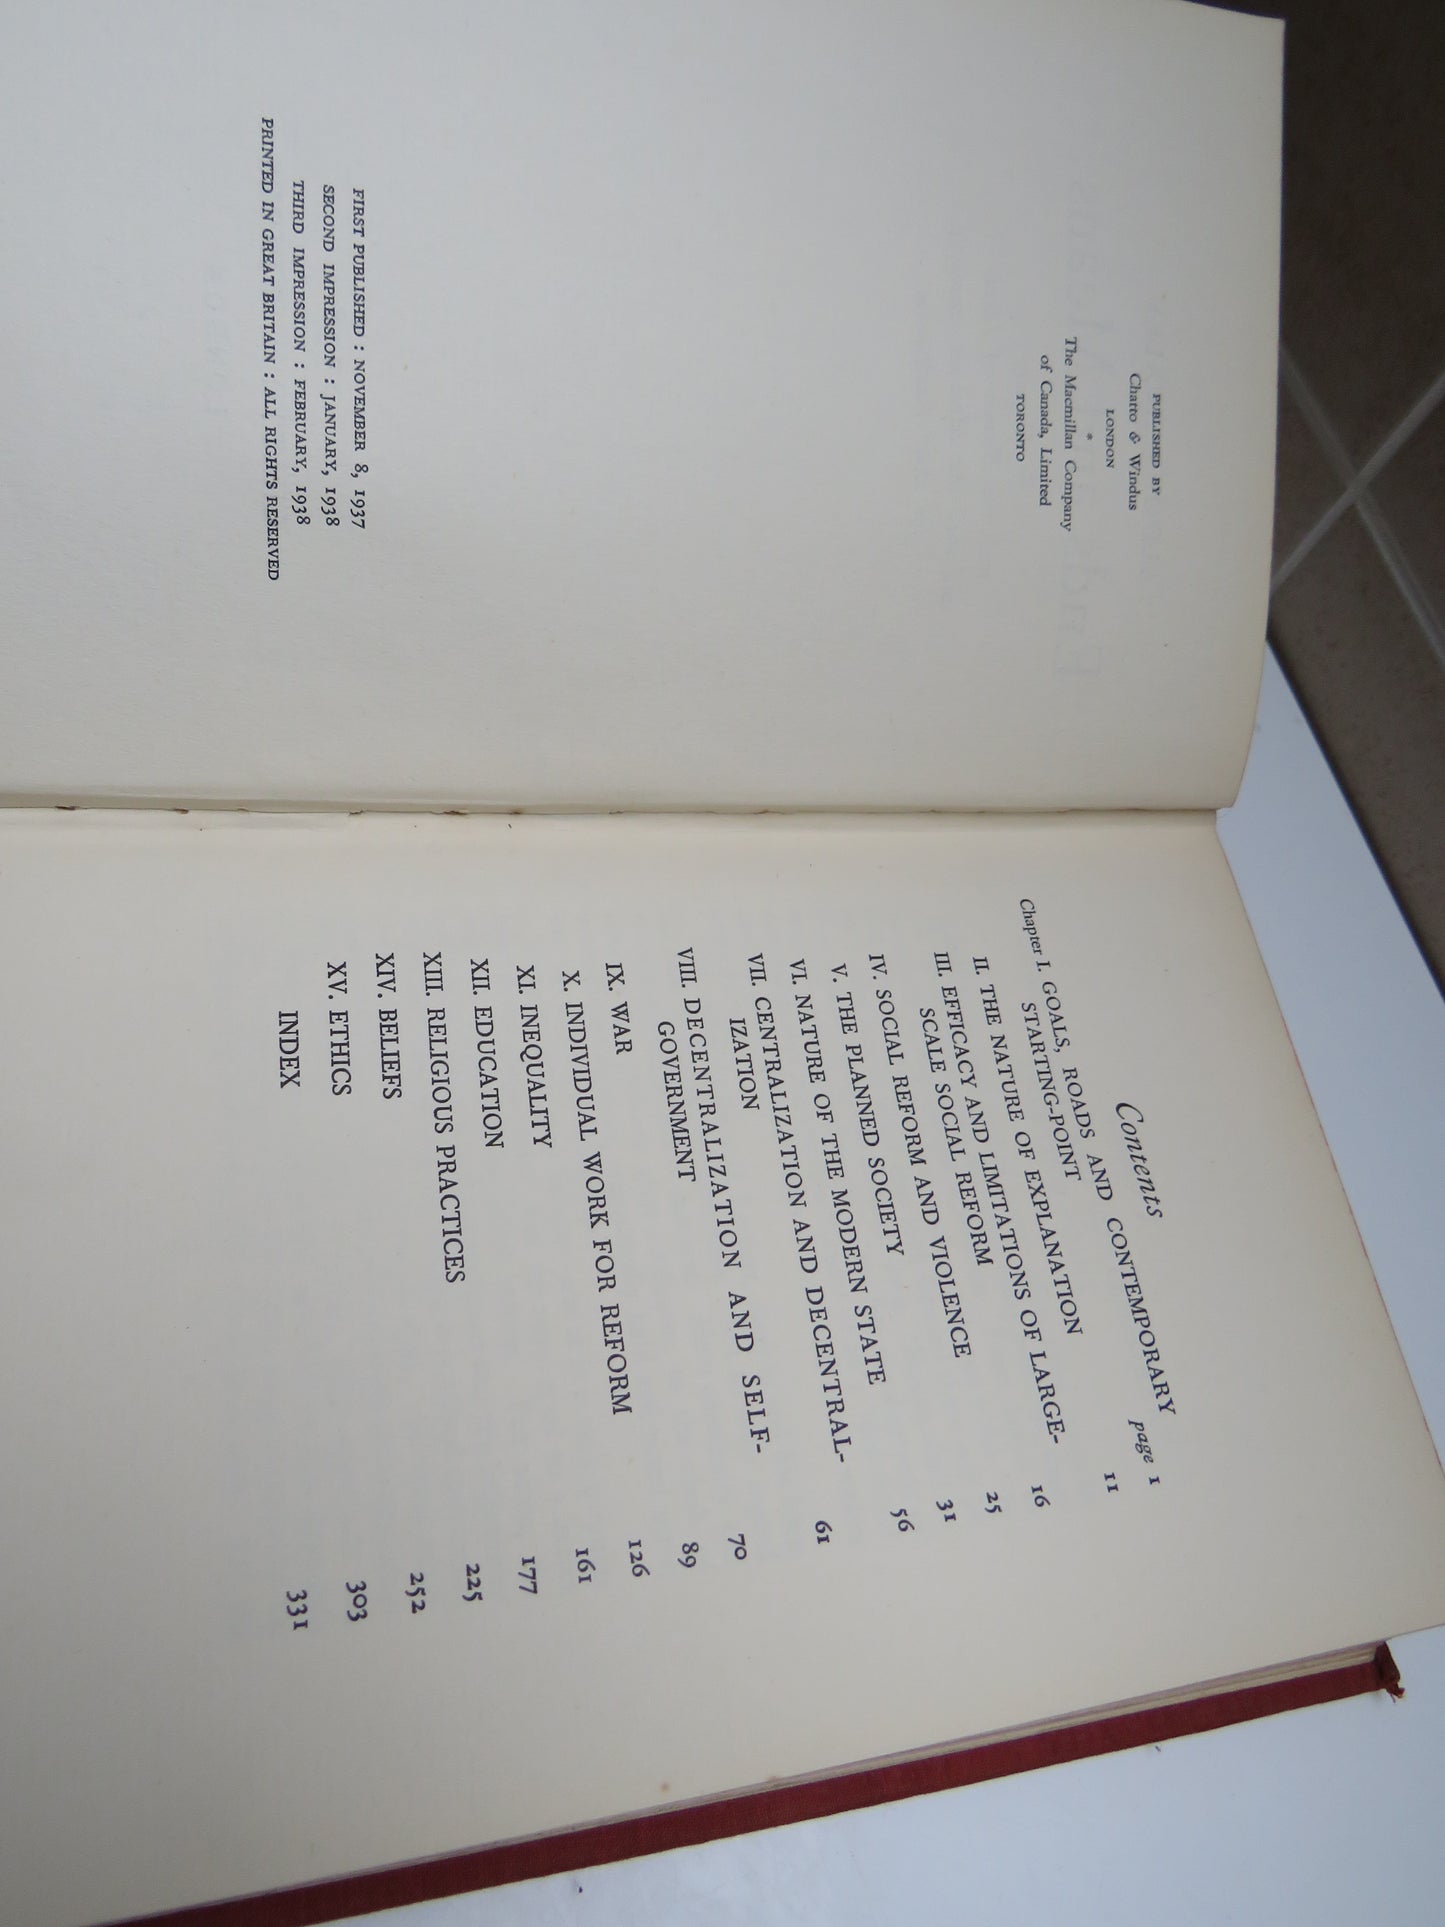 PUBLISHED BY
Chatto & Windus
LONDON
*
The Macmillan Company
of Canada, Limited
TORONTO
FIRST PUBLISHED : NOVEMBER 8, 1937
SECOND IMPRESSION : JANUARY, 1938
THIRD IMPRESSION : FEBRUARY, 1938
PRINTED IN GREAT BRITAIN : ALL RIGHTS RESERVED
Contents
Chapter I. GOALS, ROADS AND CONTEMPORARY
STARTING-POINT page 1
II. THE NATURE OF EXPLANATION 11
III. EFFICACY AND LIMITATIONS OF LARGE-
SCALE SOCIAL REFORM 16
IV. SOCIAL REFORM AND VIOLENCE 25
V. THE PLANNED SOCIETY 31
VI. NATURE OF THE MODERN STATE 56
VII. CENTRALIZATION AND DECENTRAL-
IZATION 61
VIII. DECENTRALIZATION AND SELF-
GOVERNMENT 70
IX. WAR 89
X. INDIVIDUAL WORK FOR REFORM 126
XI. INEQUALITY 161
XII. EDUCATION 177
XIII. RELIGIOUS PRACTICES 225
XIV. BELIEFS 252
XV. ETHICS 303
INDEX 331